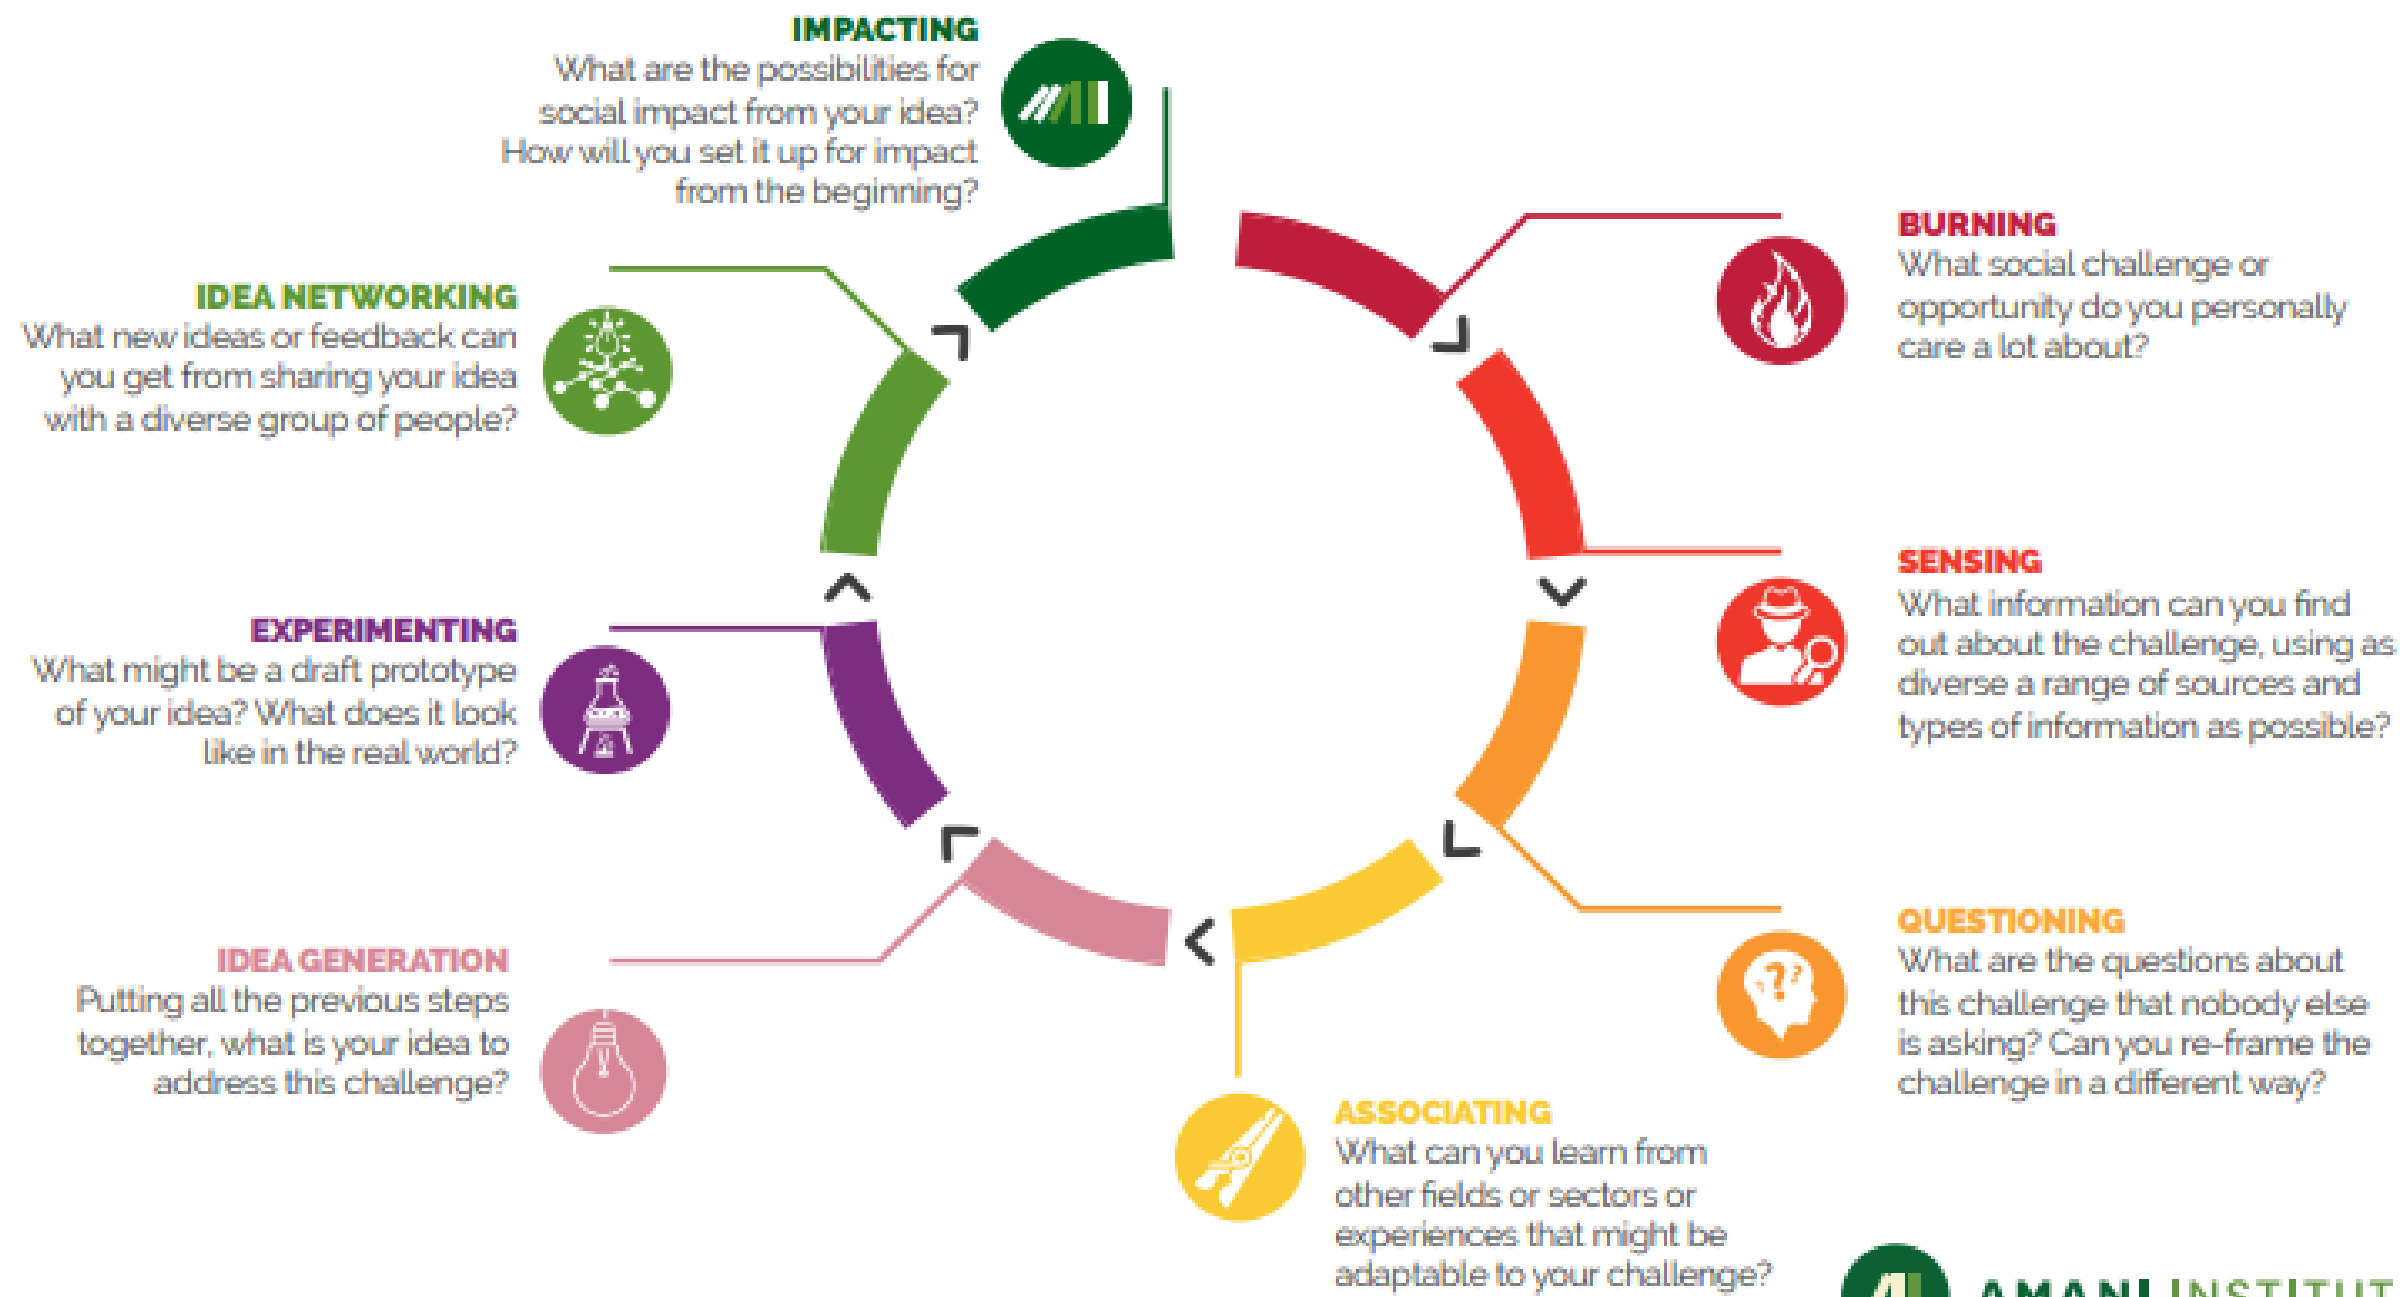 IMPACTING
What are the possibilities for
social impact from your idea?
How will you set it up for impact
from the beginning?
BURNING
What social challenge or
opportunity do you personally
care a lot about?
SENSING
What information can you find
out about the challenge, using as
diverse a range of sources and
types of information as possible?
QUESTIONING
What are the questions about
this challenge that nobody else
is asking? Can you re-frame the
challenge in a different way?
ASSOCIATING
What can you learn from
other fields or sectors or
experiences that might be
adaptable to your challenge?
IDEA GENERATION
Putting all the previous steps
together, what is your idea to
address this challenge?
EXPERIMENTING
What might be a draft prototype
of your idea? What does it look
like in the real world?
IDEA NETWORKING
What new ideas or feedback can
you get from sharing your idea
with a diverse group of people?
AMANI INSTITUT